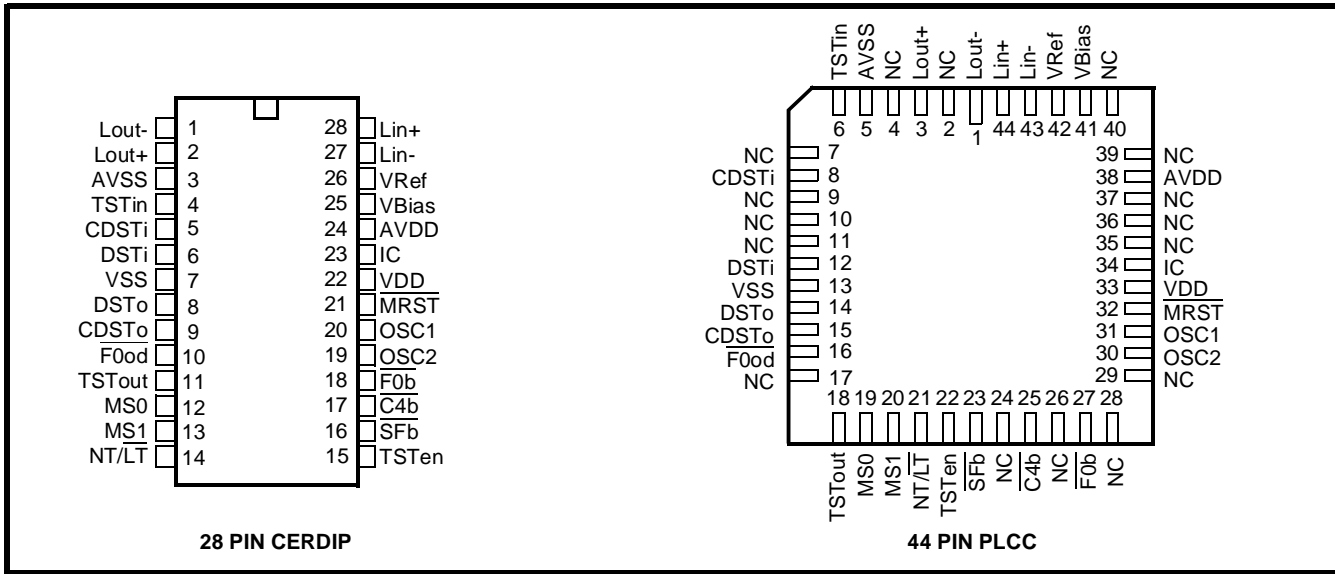 Lout- 1 28 Lin+
Lout+ 2 27 Lin-
AVSS 3 26 VRef
TSTin 4 25 VBias
CDSTi 5 24 AVDD
DSTi 6 23 IC
VSS 7 22 VDD
DSTo 8 21 MRST
CDSTo 9 20 OSC1
F0od 10 19 OSC2
TSTout 11 18 F0b
MS0 12 17 C4b
MS1 13 16 SFb
NT/LT 14 15 TSTen
28 PIN CERDIP
TSTin AVSS NC Lout+ NC Lout- Lin+ Lin- VRef VBias NC
6 5 4 3 2 1 44 43 42 41 40
NC 7 39 NC
CDSTi 8 38 AVDD
NC 9 37 NC
NC 10 36 NC
NC 11 35 NC
DSTi 12 34 IC
VSS 13 33 VDD
DSTo 14 32 MRST
CDSTo 15 31 OSC1
F0od 16 30 OSC2
NC 17 29 NC
18 19 20 21 22 23 24 25 26 27 28
TSTout MS0 MS1 NT/LT TSTen SFb NC C4b NC F0b NC
44 PIN PLCC